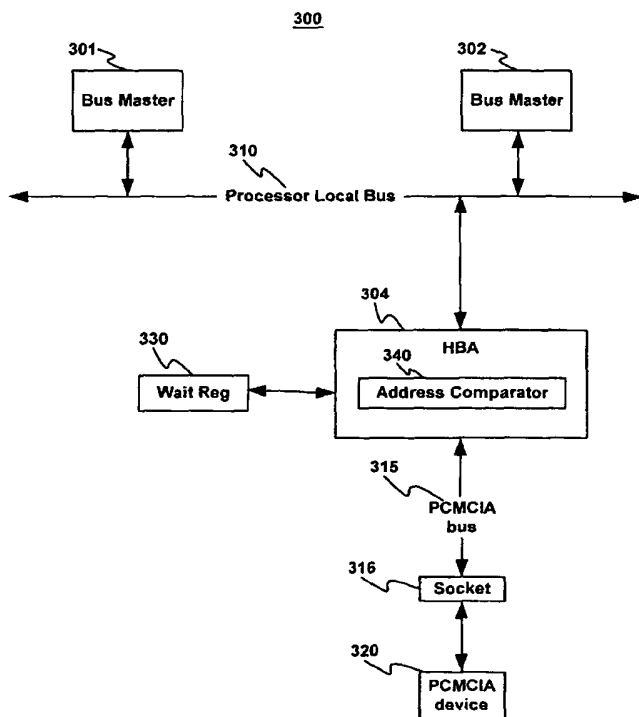 300
301
302
Bus Master
Bus Master
310
Processor Local Bus
304
HBA
330
340
Wait Reg
Address Comparator
315
PCMCIA
bus
316
Socket
320
PCMCIA
device